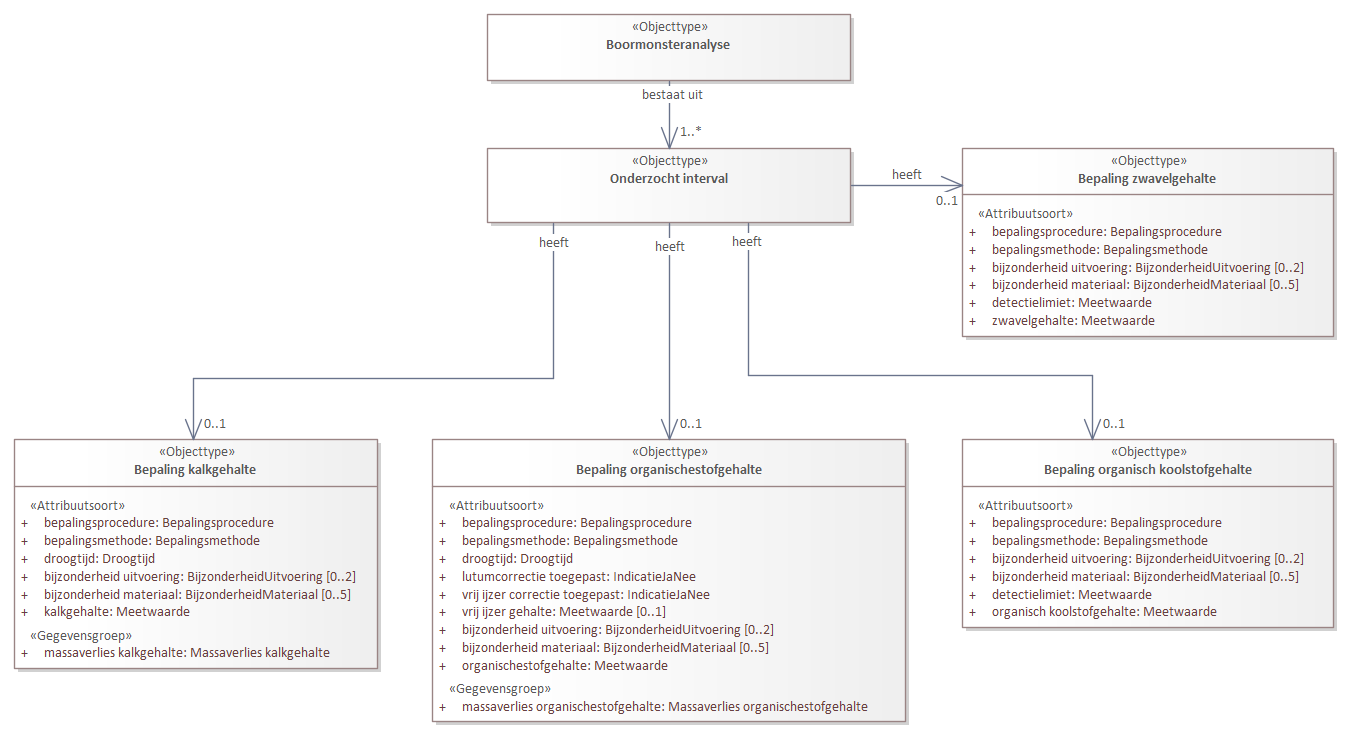 «Objecttype»
Boormonsteranalyse
bestaat uit
1..*
«Objecttype»
Onderzocht interval
heeft
0..1
«Objecttype»
Bepaling zwavelgehalte
«Attribuutsoort»
+ bepalingsprocedure: Bepalingsprocedure
+ bepalingsmethode: Bepalingsmethode
+ bijzonderheid uitvoering: BijzonderheidUitvoering [0..2]
+ bijzonderheid materiaal: BijzonderheidMateriaal [0..5]
+ detectielimiet: Meetwaarde
+ zwavelgehalte: Meetwaarde
heeft
heeft
heeft
0..1
0..1
0..1
«Objecttype»
Bepaling kalkgehalte
«Attribuutsoort»
+ bepalingsprocedure: Bepalingsprocedure
+ bepalingsmethode: Bepalingsmethode
+ droogtijd: Droogtijd
+ bijzonderheid uitvoering: BijzonderheidUitvoering [0..2]
+ bijzonderheid materiaal: BijzonderheidMateriaal [0..5]
+ kalkgehalte: Meetwaarde
«Gegevensgroep»
+ massaverlies kalkgehalte: Massaverlies kalkgehalte
«Objecttype»
Bepaling organischestofgehalte
«Attribuutsoort»
+ bepalingsprocedure: Bepalingsprocedure
+ bepalingsmethode: Bepalingsmethode
+ droogtijd: Droogtijd
+ lutumcorrectie toegepast: IndicatieJaNee
+ vrij ijzer correctie toegepast: IndicatieJaNee
+ vrij ijzer gehalte: Meetwaarde [0..1]
+ bijzonderheid uitvoering: BijzonderheidUitvoering [0..2]
+ bijzonderheid materiaal: BijzonderheidMateriaal [0..5]
+ organischestofgehalte: Meetwaarde
«Gegevensgroep»
+ massaverlies organischestofgehalte: Massaverlies organischestofgehalte
«Objecttype»
Bepaling organisch koolstofgehalte
«Attribuutsoort»
+ bepalingsprocedure: Bepalingsprocedure
+ bepalingsmethode: Bepalingsmethode
+ bijzonderheid uitvoering: BijzonderheidUitvoering [0..2]
+ bijzonderheid materiaal: BijzonderheidMateriaal [0..5]
+ detectielimiet: Meetwaarde
+ organisch koolstofgehalte: Meetwaarde